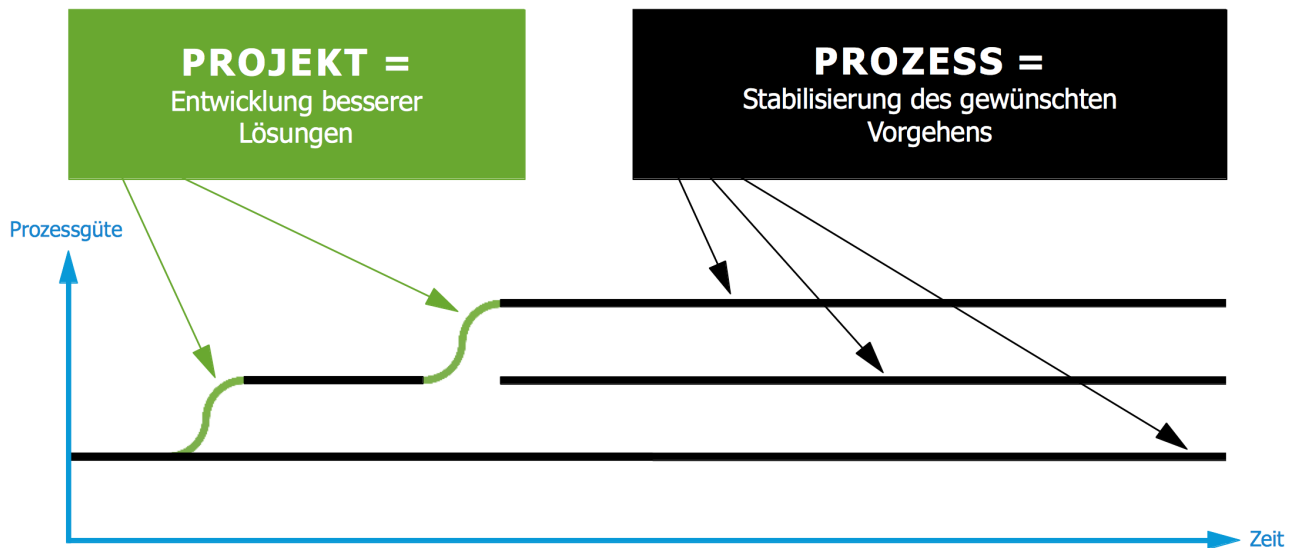 PROJEKT =
Entwicklung besserer
Lösungen
PROZESS =
Stabilisierung des gewünschten
Vorgehens
Prozessgüte
Zeit